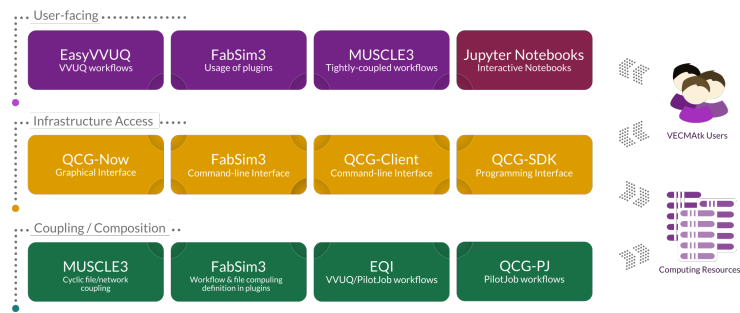 User-facing
EasyVVUQ
VVUQ workflows
FabSim3
Usage of plugins
MUSCLE3
Tightly-coupled workflows
Jupyter Notebooks
Interactive Notebooks
VECMAtk Users
Infrastructure Access
QCG-Now
Graphical Interface
FabSim3
Command-line Interface
QCG-Client
Command-line Interface
QCG-SDK
Programming Interface
Coupling / Composition
MUSCLE3
Cyclic file/network
coupling
FabSim3
Workflow & file compuling
definition in plugins
EQI
VVUQ/PilotJob workflows
QCG-PJ
PilotJob workflows
Computing Resources